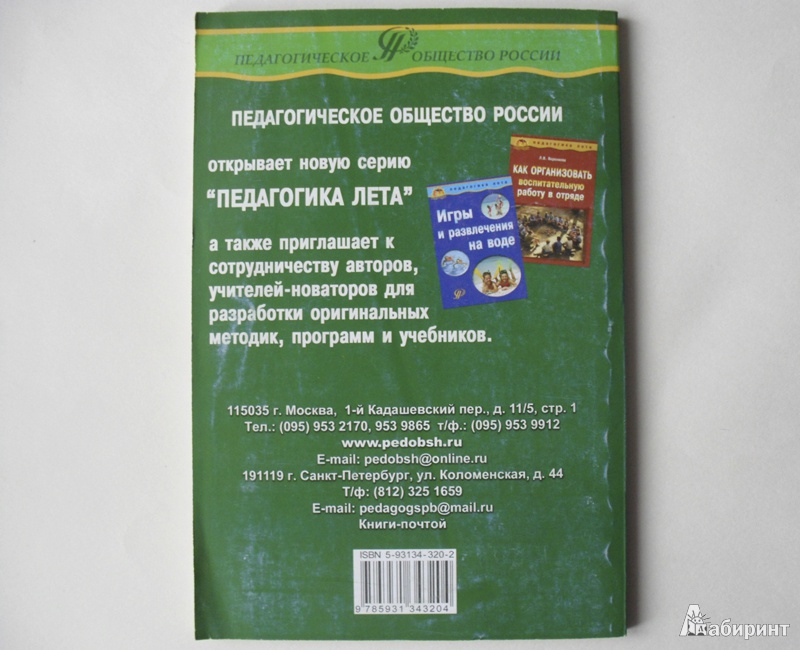 ПЕДАГОГИЧЕСКОЕ ОБЩЕСТВО РОССИИ
ПЕДАГОГИЧЕСКОЕ ОБЩЕСТВО РОССИИ
открывает новую серию
"ПЕДАГОГИКА ЛЕТА"
а также приглашает к
сотрудничеству авторов,
учителей-новаторов для
разработки оригинальных
методик, программ и учебников.
педагогика лета
КАК ОРГАНИЗОВАТЬ
воспитательную
работу в отряде
педагогика лета
Игры
и развлечения
на воде
115035 г. Москва, 1-й Кадашевский пер., д. 11/5, стр. 1
Тел.: (095) 953 2170, 953 9865 т/ф.: (095) 953 9912
www.pedobsh.ru
E-mail: pedobsh@online.ru
191119 г. Санкт-Петербург, ул. Коломенская, д. 44
Т/ф: (812) 325 1659
E-mail: pedagogspb@mail.ru
Книги-почтой
ISBN 5-93134-320-2
9 785931 343204
Лабиринт